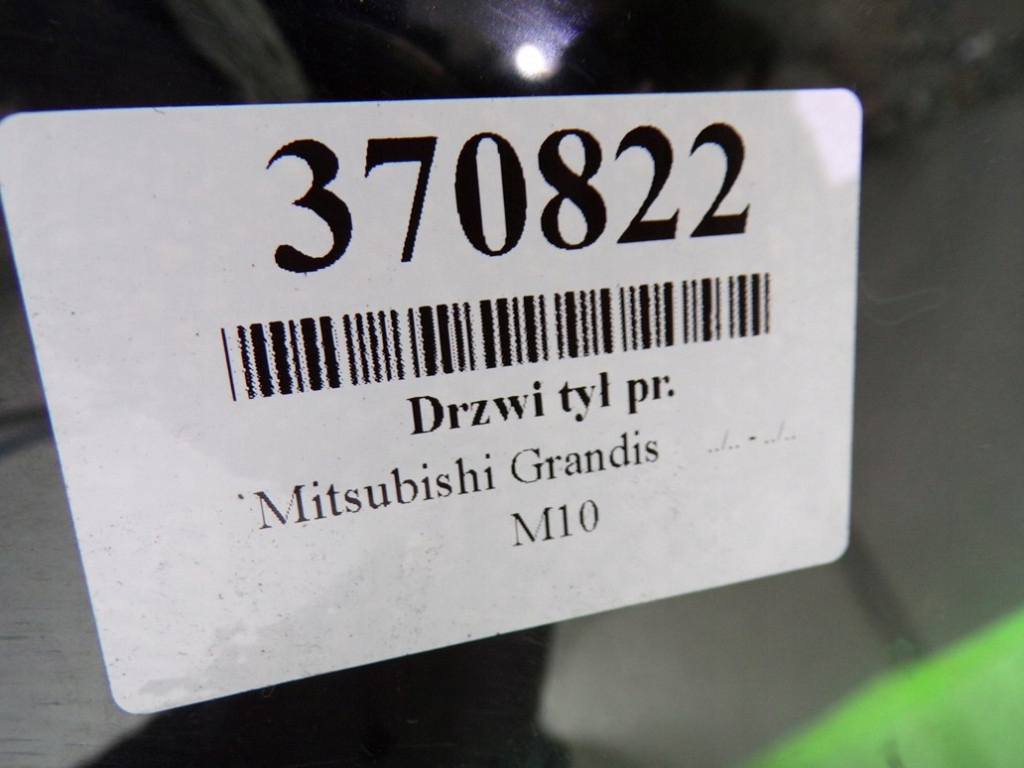 370822
Drzwi tył pr.
Mitsubishi Grandis ../.. - ../..
M10